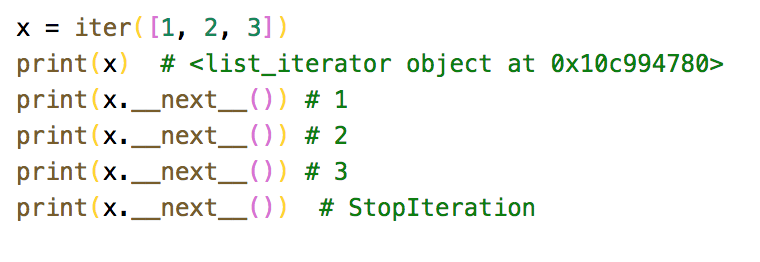 x = iter([1, 2, 3])
print(x)  # <list_iterator object at 0x10c994780>
print(x.__next__()) # 1
print(x.__next__()) # 2
print(x.__next__()) # 3
print(x.__next__())  # StopIteration